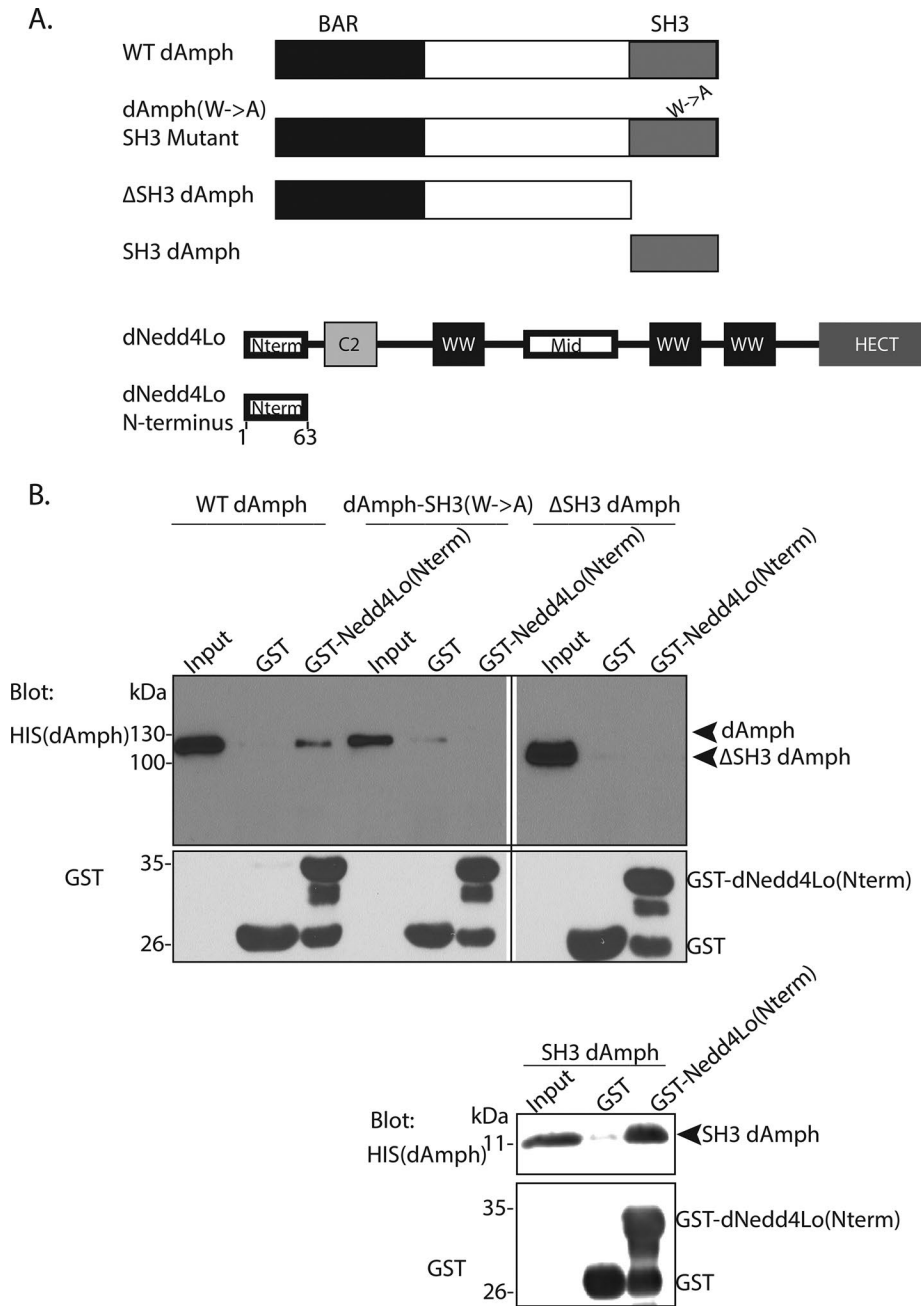 A.
BAR SH3
WT dAmph
dAmph(W->A)
SH3 Mutant
W->A
ΔSH3 dAmph
SH3 dAmph
dNedd4Lo
Nterm C2 WW Mid WW WW HECT
dNedd4Lo
N-terminus
Nterm
1 63
B.
WT dAmph dAmph-SH3(W->A) ΔSH3 dAmph
Input GST GST-Nedd4Lo(Nterm) Input GST GST-Nedd4Lo(Nterm) Input GST GST-Nedd4Lo(Nterm)
Blot: kDa
HIS(dAmph) 130-
100-
dAmph
ΔSH3 dAmph
GST 35-
26-
GST-dNedd4Lo(Nterm)
GST
SH3 dAmph
Input GST GST-Nedd4Lo(Nterm)
Blot: kDa
HIS(dAmph) 11-
SH3 dAmph
35-
GST-dNedd4Lo(Nterm)
GST
26-
GST